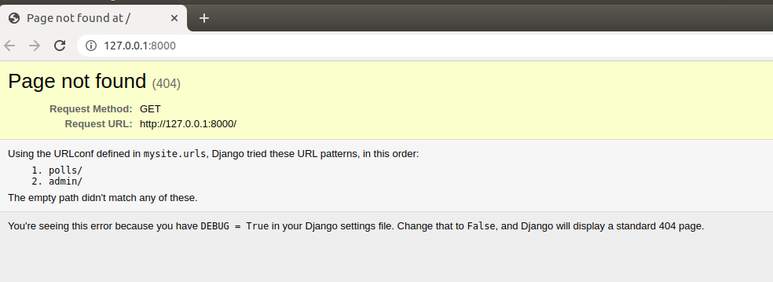 Page not found at /
127.0.0.1:8000
Page not found (404)
Request Method: GET
Request URL: http://127.0.0.1:8000/
Using the URLconf defined in mysite.urls, Django tried these URL patterns, in this order:
1. polls/
2. admin/
The empty path didn't match any of these.
You're seeing this error because you have DEBUG = True in your Django settings file. Change that to False, and Django will display a standard 404 page.